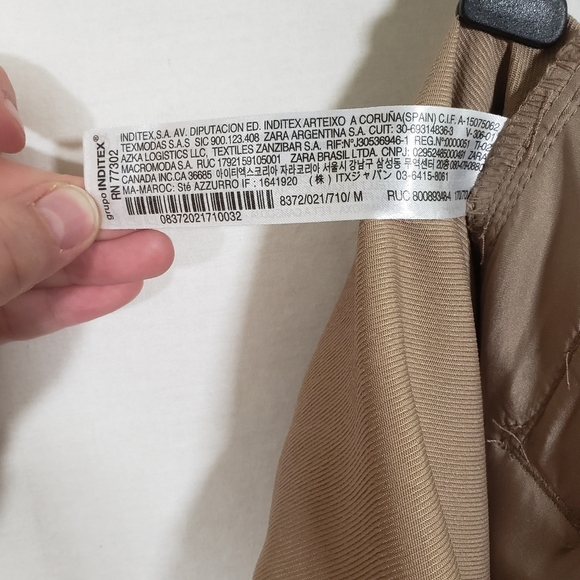 grupo INDITEX®
RN 77302
INDITEX,S.A. AV. DIPUTACION ED. INDITEX ARTEIXO A CORUÑA(SPAIN) C.I.F. A-15075062
TEXMODAS S.A.S SIC 900.123.408 ZARA ARGENTINA S.A. CUIT: 30-69314836-3
AZKA LOGISTICS LLC, TEXTILES ZANZIBAR S.A. RIF:Nº:J30536946-1 REG.Nº:0000051
MACROMODA S.A. RUC 1792159105001 ZARA BRASIL LTDA. CNPJ:
CANADA INC.CA 36685 아이티엑스코리아 자라코리아 서울시 강남구 삼성동
MA-MAROC: Sté AZZURRO IF : 1641920 (株) ITXジャパン 03-6415-8061
8372/021/710/ M RUC
08372021710032